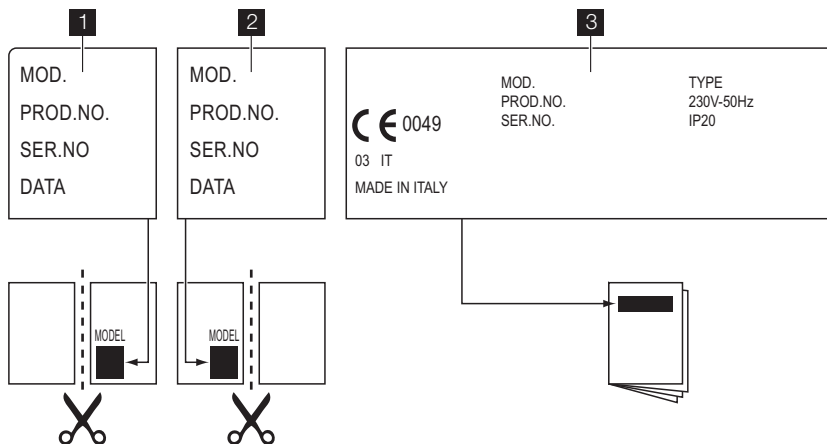 1
2
3
MOD.
PROD.NO.
SER.NO
DATA
MOD.
PROD.NO.
SER.NO
DATA
CE 0049
03 IT
MADE IN ITALY
MOD.
PROD.NO.
SER.NO.
TYPE
230V-50Hz
IP20
MODEL
MODEL